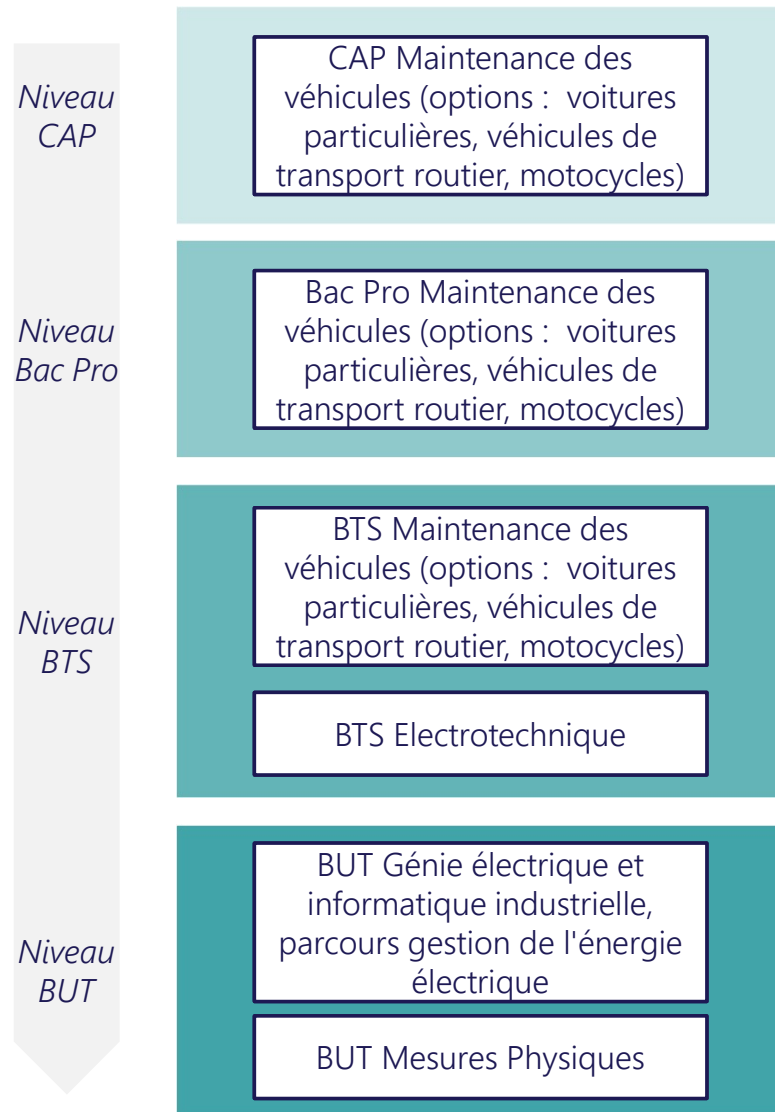 Niveau
CAP
CAP Maintenance des
véhicules (options :  voitures
particulières, véhicules de
transport routier, motocycles)
Niveau
Bac Pro
Bac Pro Maintenance des
véhicules (options :  voitures
particulières, véhicules de
transport routier, motocycles)
Niveau
BTS
BTS Maintenance des
véhicules (options :  voitures
particulières, véhicules de
transport routier, motocycles)
BTS Electrotechnique
Niveau
BUT
BUT Génie électrique et
informatique industrielle,
parcours gestion de l'énergie
électrique
BUT Mesures Physiques